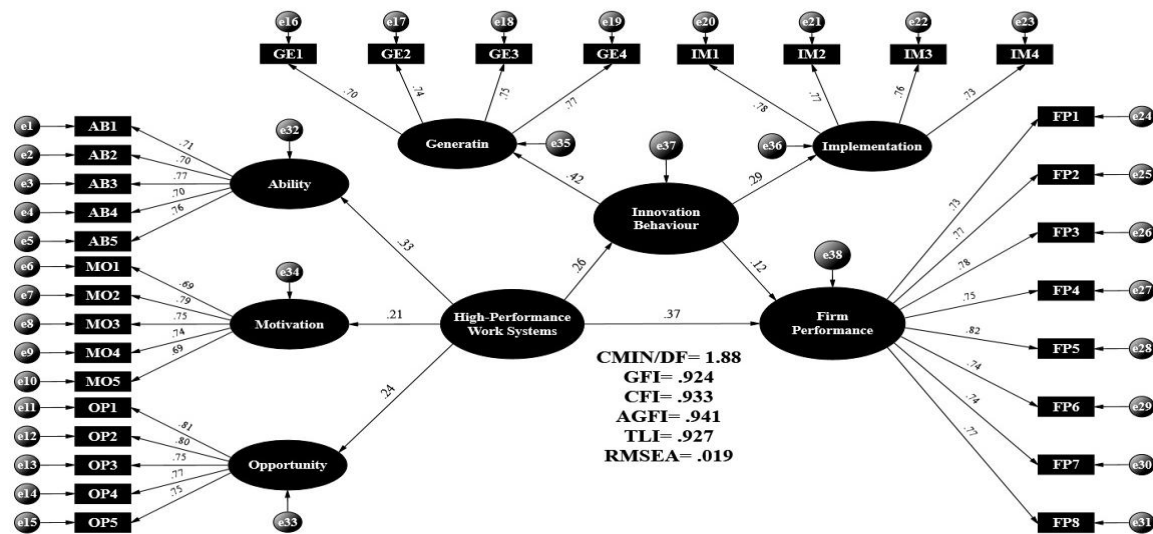 e16
e17
e18
e19
e20
e21
e22
e23
GE1
GE2
GE3
GE4
IM1
IM2
IM3
IM4
.70
.74
.75
.77
.78
.77
.76
.73
e1
AB1
e2
AB2
e3
AB3
e4
AB4
e5
AB5
.71
.70
.77
.70
.76
e32
Ability
Generatin
e35
e36
Implementation
e37
.42
.29
Innovation
Behaviour
.33
.26
.12
e6
MO1
e7
MO2
e8
MO3
e9
MO4
e10
MO5
.69
.79
.75
.74
.69
e34
Motivation
.21
High-Performance
Work Systems
.37
e38
Firm
Performance
.24
e11
OP1
e12
OP2
e13
OP3
e14
OP4
e15
OP5
.81
.80
.75
.77
.75
Opportunity
e33
CMIN/DF= 1.88
GFI= .924
CFI= .933
AGFI= .941
TLI= .927
RMSEA= .019
.73
.77
.78
.75
.82
.74
.74
.77
FP1
e24
FP2
e25
FP3
e26
FP4
e27
FP5
e28
FP6
e29
FP7
e30
FP8
e31